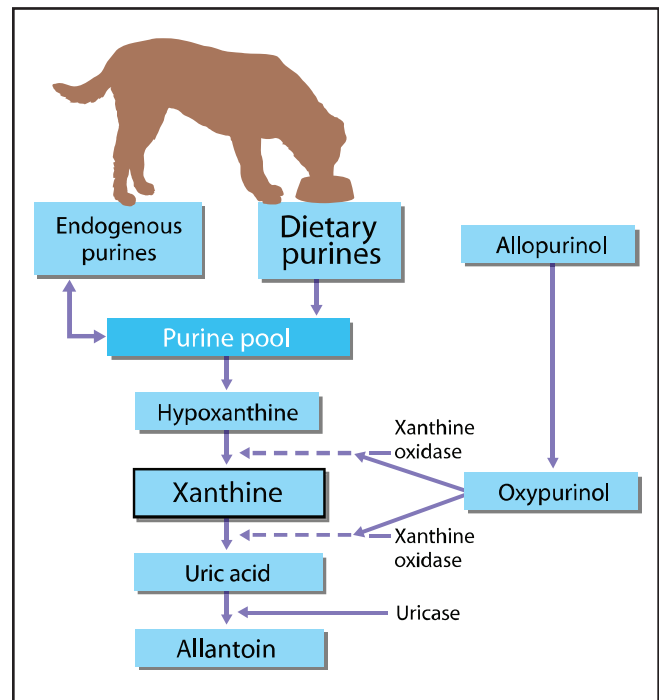 Endogenous
purines
Dietary
purines
Allopurinol
Purine pool
Hypoxanthine
Xanthine
oxidase
Xanthine
Oxypurinol
Xanthine
oxidase
Uric acid
Uricase
Allantoin